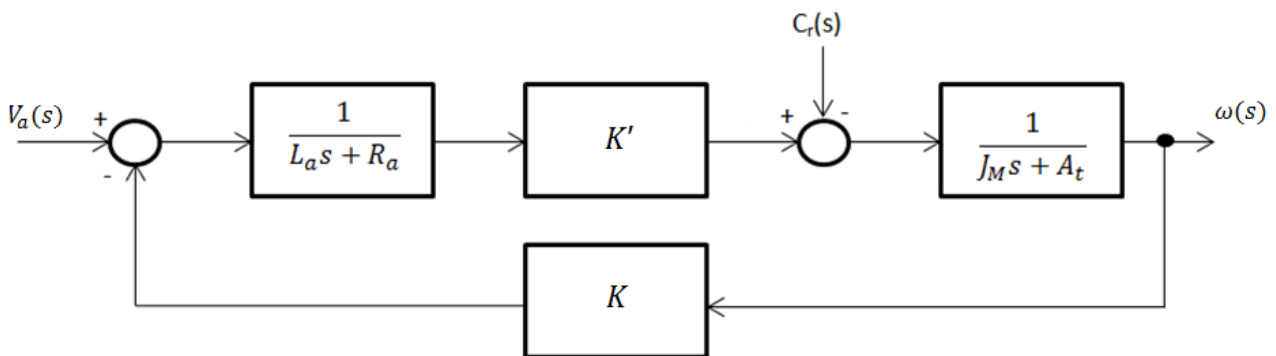 C_r(s)
V_a(s)
+
-
1
L_a s + R_a
K′
+
-
1
J_M s + A_t
ω(s)
K